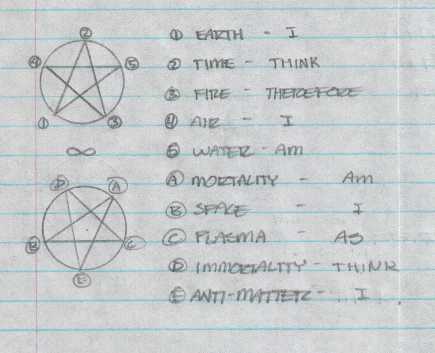 ② ① EARTH - I
② TIME - THINK
④ ⑤ ③ FIRE - THEREFORE
① ③ ④ AIR - I
∞ ⑤ WATER - AM
Ⓓ Ⓐ Ⓐ MORTALITY - AM
Ⓑ SPACE - I
Ⓑ Ⓒ Ⓒ PLASMA - AS
Ⓓ IMMORTALITY - THINK
Ⓔ Ⓔ ANTI-MATTER - I